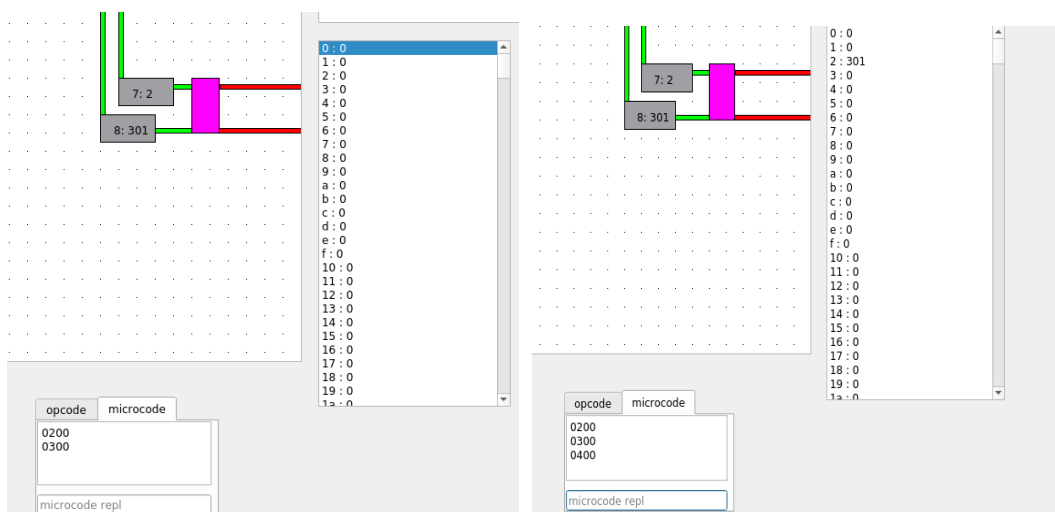 7: 2
8: 301
0 : 0
1 : 0
2 : 0
3 : 0
4 : 0
5 : 0
6 : 0
7 : 0
8 : 0
9 : 0
a : 0
b : 0
c : 0
d : 0
e : 0
f : 0
10 : 0
11 : 0
12 : 0
13 : 0
14 : 0
15 : 0
16 : 0
17 : 0
18 : 0
19 : 0
1a : 0
opcode
microcode
0200
0300
microcode repl
7: 2
8: 301
0 : 0
1 : 0
2 : 301
3 : 0
4 : 0
5 : 0
6 : 0
7 : 0
8 : 0
9 : 0
a : 0
b : 0
c : 0
d : 0
e : 0
f : 0
10 : 0
11 : 0
12 : 0
13 : 0
14 : 0
15 : 0
16 : 0
17 : 0
18 : 0
19 : 0
1a : 0
opcode
microcode
0200
0300
0400
microcode repl